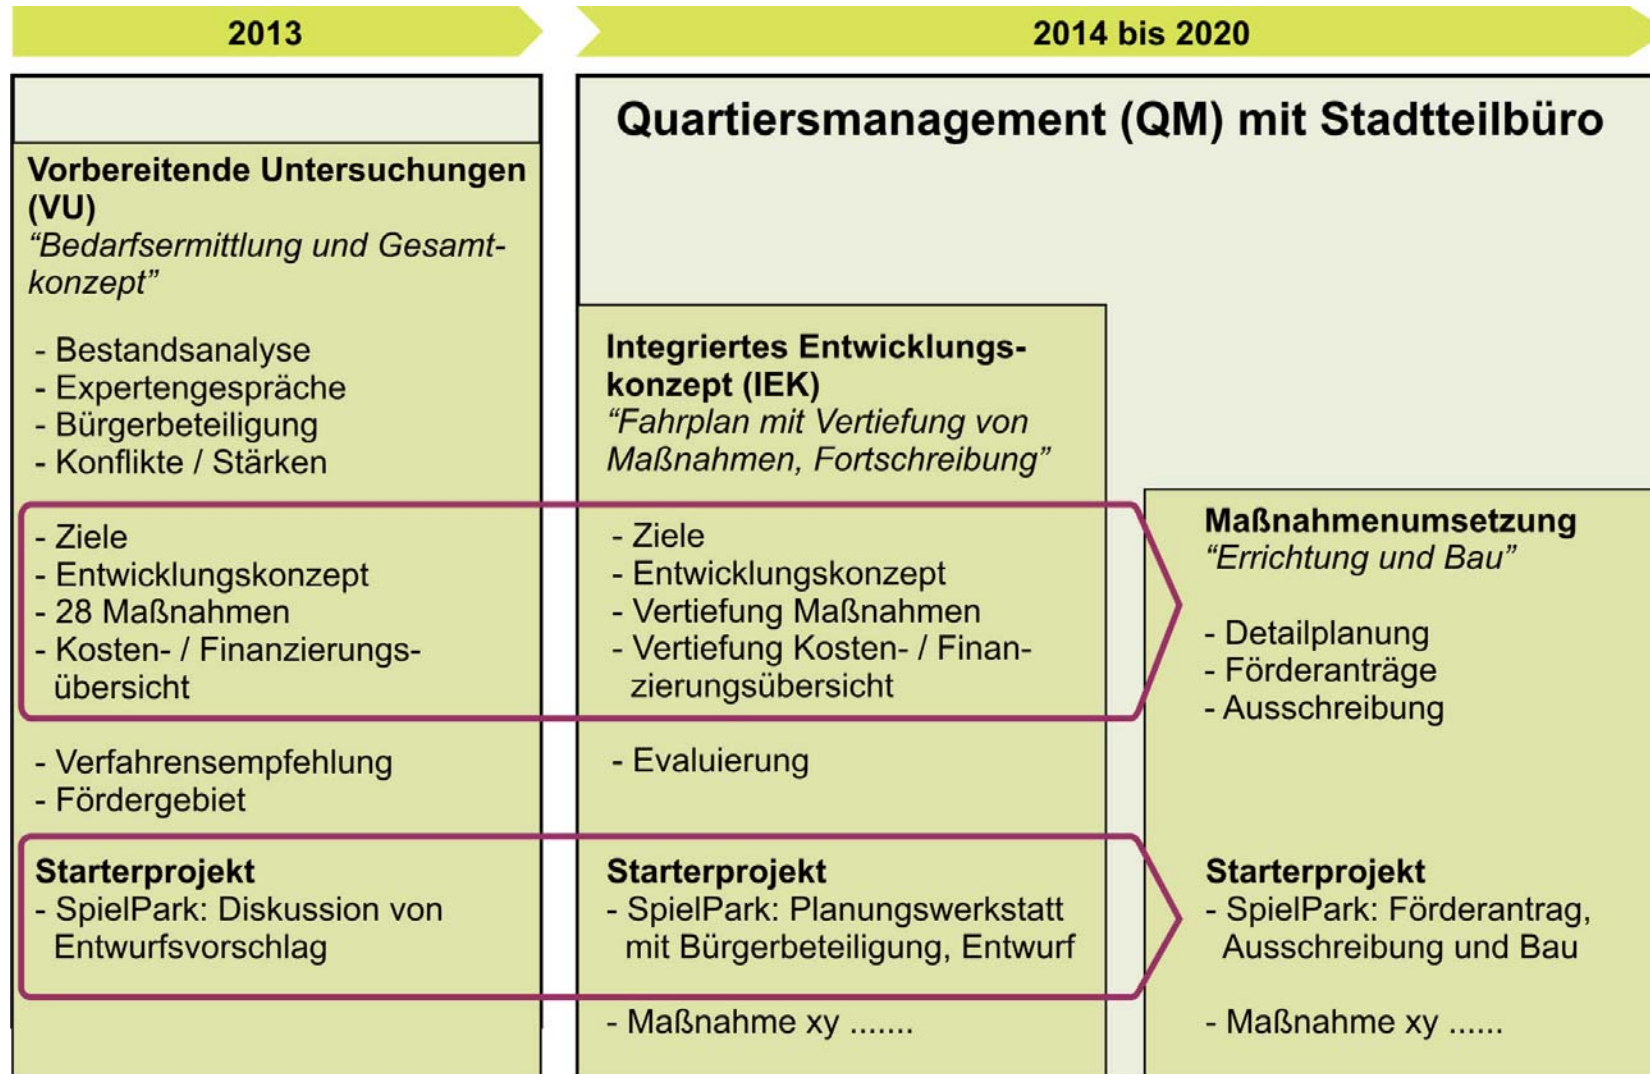 2013
2014 bis 2020
Quartiersmanagement (QM) mit Stadtteilbüro
Vorbereitende Untersuchungen
(VU)
“Bedarfsermittlung und Gesamt-
konzept”
- Bestandsanalyse
- Expertengespräche
- Bürgerbeteiligung
- Konflikte / Stärken
- Ziele
- Entwicklungskonzept
- 28 Maßnahmen
- Kosten- / Finanzierungs-
übersicht
- Verfahrensempfehlung
- Fördergebiet
Starterprojekt
- SpielPark: Diskussion von
Entwurfsvorschlag
Integriertes Entwicklungs-
konzept (IEK)
“Fahrplan mit Vertiefung von
Maßnahmen, Fortschreibung”
- Ziele
- Entwicklungskonzept
- Vertiefung Maßnahmen
- Vertiefung Kosten- / Finan-
zierungsübersicht
- Evaluierung
Starterprojekt
- SpielPark: Planungswerkstatt
mit Bürgerbeteiligung, Entwurf
- Maßnahme xy .......
Maßnahmenumsetzung
“Errichtung und Bau”
- Detailplanung
- Förderanträge
- Ausschreibung
Starterprojekt
- SpielPark: Förderantrag,
Ausschreibung und Bau
- Maßnahme xy ......